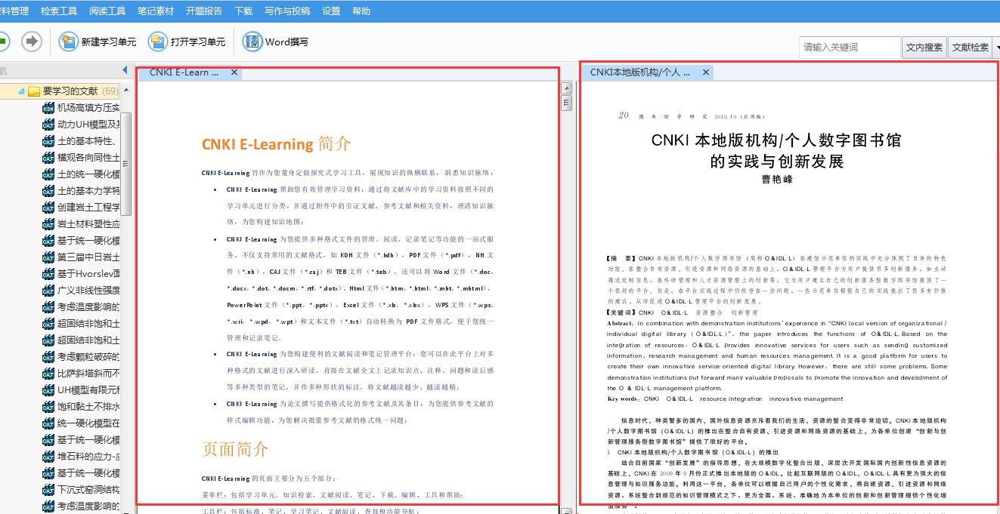 资料管理 检索工具 阅读工具 笔记素材 开题报告 下载 写作与投稿 设置 帮助
新建学习单元 打开学习单元 Word撰写
请输入关键词 文内搜索 文献检索
航
要学习的文献 (69)
机场高填方压实
动力UH模型及其
土的基本特性、
横观各向同性土
土的统一硬化模
土的基本力学特
创建岩土工程学
岩土材料塑性应
基于统一硬化模
第三届中日岩土
基于Hvorslev面
广义非线性强度
考虑温度影响的
超固结非饱和土
超固结非饱和土
考虑颗粒破碎的
比萨斜塔斜而不
UH模型有限元程
饱和黏土不排水
统一硬化模型在
基于统一硬化模
堆石料的应力-应
基于统一硬化模
下沉式窑洞结构
考虑温度影响的
CNKI E-Learn ...
CNKI E-Learning 简介
CNKI E-Learning 旨在为您量身定做探究式学习工具，展现知识的纵横联系，洞悉知识脉络：
• CNKI E-Learning 帮助您有效管理学习资料：通过将文献库中的学习资料按照不同的
学习单元进行分类，并通过附件中的引证文献、参考文献和相关资料，理清知识脉
络，为您构建知识地图；
• CNKI E-Learning 为您提供多种格式文件的管理、阅读、记录笔记等功能的一站式服
务。不仅支持常用的文献格式，如 KDH 文件（*.kdh），PDF 文件（*.pdf），NH 文
件（*.nh），CAJ 文件（*.caj）和 TEB 文件（*.teb），还可以将 Word 文件（*.doc,
*.docx，*.dot，*.docm，*.rtf，*.dotx），Html 文件（*.htm，*.html，*.mht，*.mhtml），
PowerPoint 文件（*.ppt，*.pptx），Excel 文件（*.xls，*.xlsx），WPS 文件（*.wps，
*.wri，*.wpd，*.wpt）和文本文件（*.txt）自动转换为 PDF 文件格式，便于您统一
管理和记录笔记。
• CNKI E-Learning 为您构建便利的文献阅读和笔记管理平台：您可以在此平台上对多
种格式的文献进行深入研读，直接在文献全文上记录知识点、注释、问题和读后感
等多种类型的笔记，并作多种形状的标注，将文献越读越少、越读越精；
• CNKI E-Learning 为论文撰写提供格式化的参考文献及其条目：为您提供参考文献的
样式编辑功能，为您解决批量参考文献的格式统一问题；
页面简介
CNKI E-Learning 的页面主要分为五个部分：
菜单栏：包括学习单元、知识检索、文献阅读、笔记、下载、编辑、工具和帮助；
工具栏：包括标准、笔记、学习笔记、文献阅读、查找和功能导航；
CNKI本地版机构/个人 ...
20 图书馆学研究 2010.10（应用版）
CNKI 本地版机构/个人数字图书馆
的实践与创新发展
曹艳峰
【摘 要】CNKI 本地版机构/个人数字图书馆（简称 O&IDL-L）在建馆示范单位的实践中充分体现了自身的特色
功能。在整合自有资源、引进资源和网络资源的基础上，O&IDL-L 管理平台为用户提供很多创新服务。如主动
推送定制信息、在科研管理和人才资源管理上的创新等。它为用户建立自己的创新服务型数字图书馆提供了一
个很好的平台。但是，在平台实践过程中仍然存在一些问题。一些示范单位根据自己的实践提出了很多有价值
的建议，从而促进 O&IDL-L 管理平台的创新发展。
【关键词】CNKI O&IDL-L 资源整合 创新管理
Abstract: In combination with demonstration institutions' experience in "CNKI local version of organizational /
individual digital library (O&IDL-L)", the paper introduces the functions of O&IDL-L. Based on the
integration of resources, O&IDL-L provides innovative services for users such as sending customized
information, research management and human resources management. It is a good platform for users to
create their own innovative service-oriented digital library. However, there are still some problems. Some
demonstration institutions put forward many valuable proposals to promote the innovation and development of
the O & IDL-L management platform.
Key words: CNKI O&IDL-L resource integration innovative management
信息时代，种类繁多的国内、国外信息资源充斥着我们的生活，资源的整合变得非常迫切。CNKI 本地版机构
/个人数字图书馆（O&IDL-L）的推出在整合自有资源、引进资源和网络资源的基础上，为各单位创建“创新与创
新管理服务型数字图书馆”提供了很好的平台。
1 CNKI 本地版机构/个人数字图书馆（O&IDL-L）的推出
结合目前国家“创新发展”的指导思想，在大规模数字化整合出版、深层次开发国际国内创新性信息资源的
基础上，CNKI 在 2009 年 9 月份正式推出本地版的 O&IDL。比起互联网版的 O&IDL，O&IDL-L 具有更为强大的信
息管理与知识服务功能。利用这一平台，各单位可以根据自己用户的个性化需求，将自建资源、引进资源和网络
资源，系统整合到规范的知识管理模式之下，更为全面、系统、准确地为本单位的创新和创新管理提供个性化增
值服务